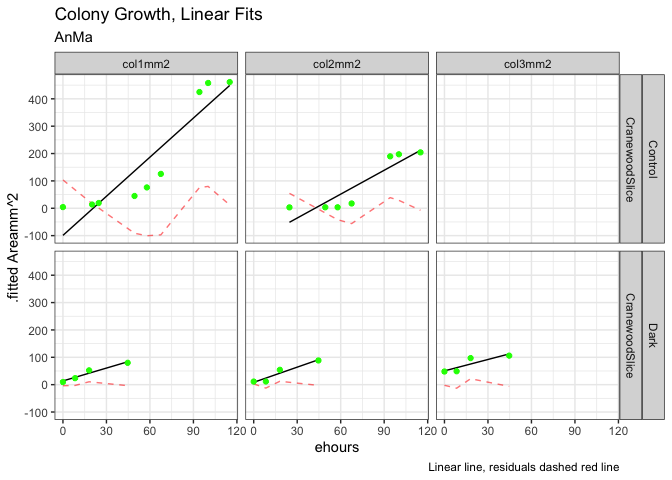 Colony Growth, Linear Fits
AnMa
col1mm2 col2mm2 col3mm2
400
300
200
100
0
-100
CranewoodSlice
Control
400
300
200
100
0
-100
CranewoodSlice
Dark
.fitted Areamm^2
0 30 60 90 120 0 30 60 90 120 0 30 60 90 120
ehours
Linear line, residuals dashed red line